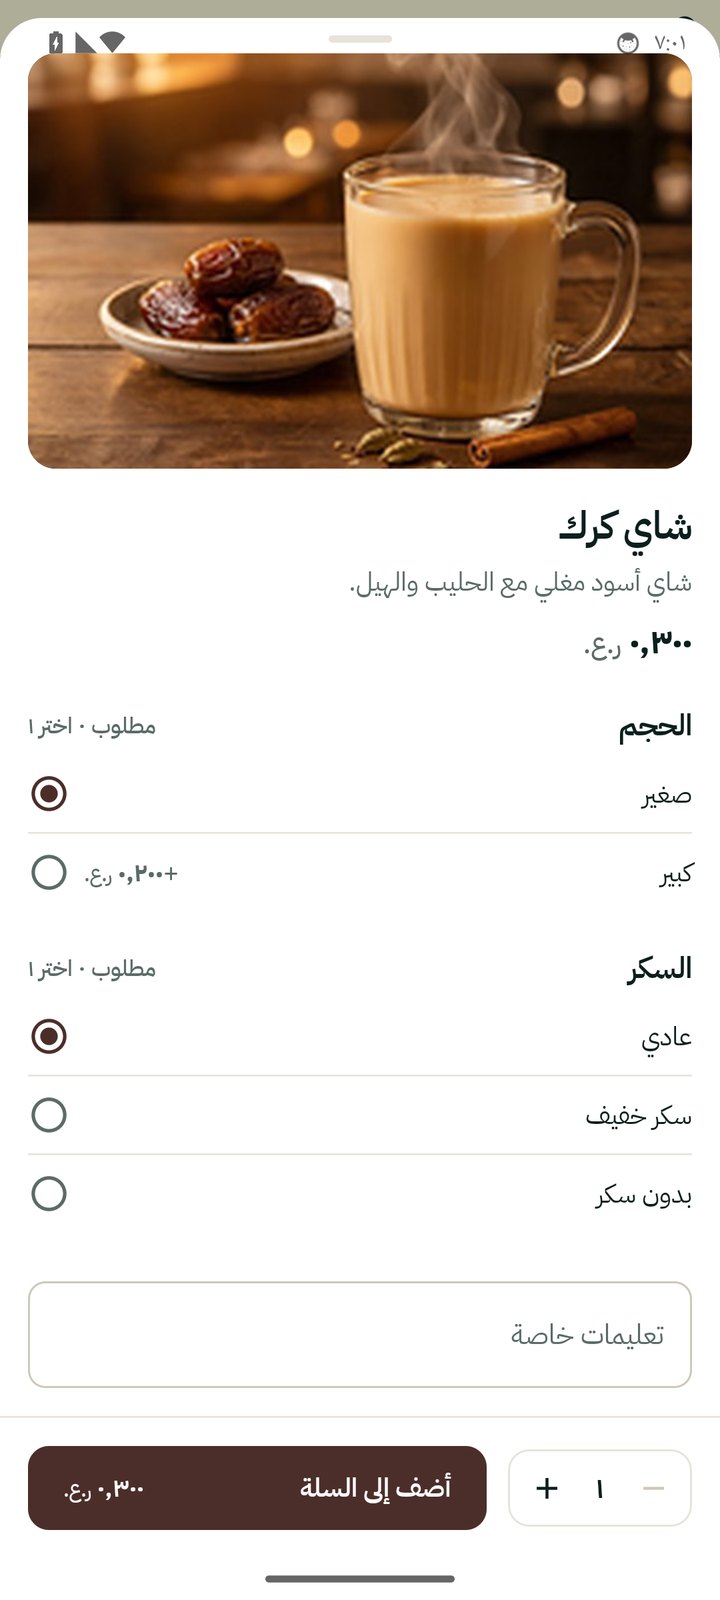 ٧:٠١
شاي كرك
شاي أسود مغلي مع الحليب والهيل.
٠,٣٠٠ ر.ع.
الحجم
مطلوب · اختر ١
صغير
كبير
+٠,٢٠٠ ر.ع.
السكر
مطلوب · اختر ١
عادي
سكر خفيف
بدون سكر
تعليمات خاصة
١
أضف إلى السلة
٠,٣٠٠ ر.ع.